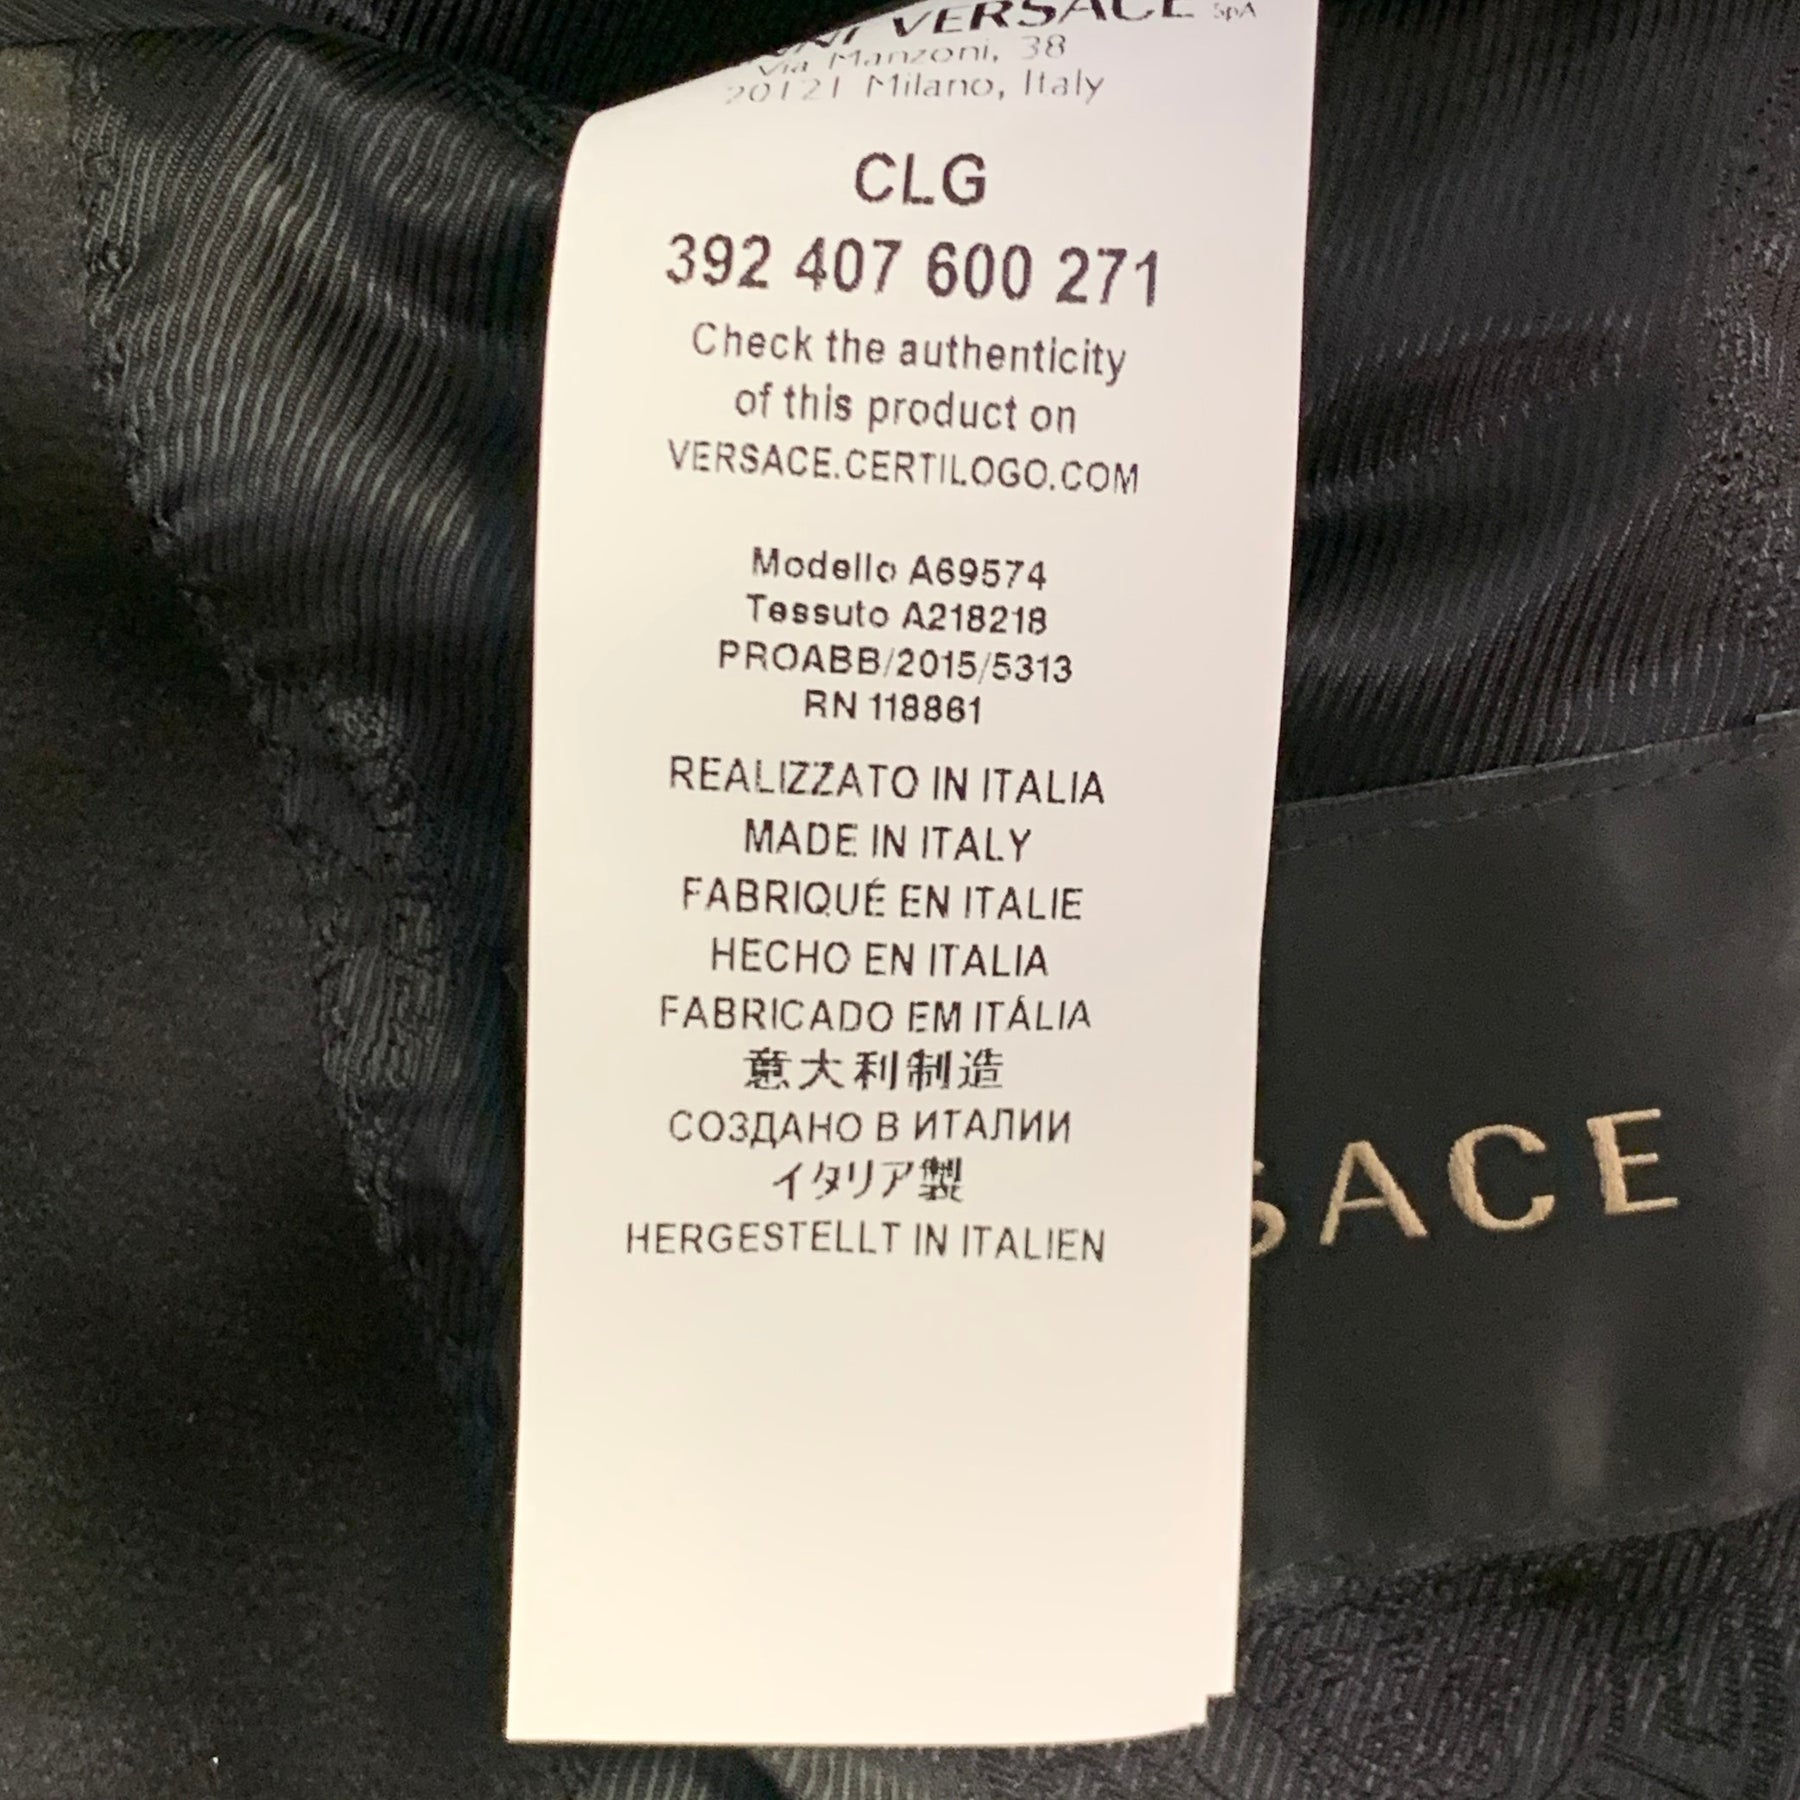 VERSACE SpA
Via Manzoni, 38
20121 Milano, Italy
CLG
392 407 600 271
Check the authenticity
of this product on
VERSACE.CERTILOGO.COM
Modello A69574
Tessuto A218218
PROABB/2015/5313
RN 118861
REALIZZATO IN ITALIA
MADE IN ITALY
FABRIQUÉ EN ITALIE
HECHO EN ITALIA
FABRICADO EM ITÁLIA
意大利制造
СОЗДАНО В ИТАЛИИ
イタリア製
HERGESTELLT IN ITALIEN
SACE